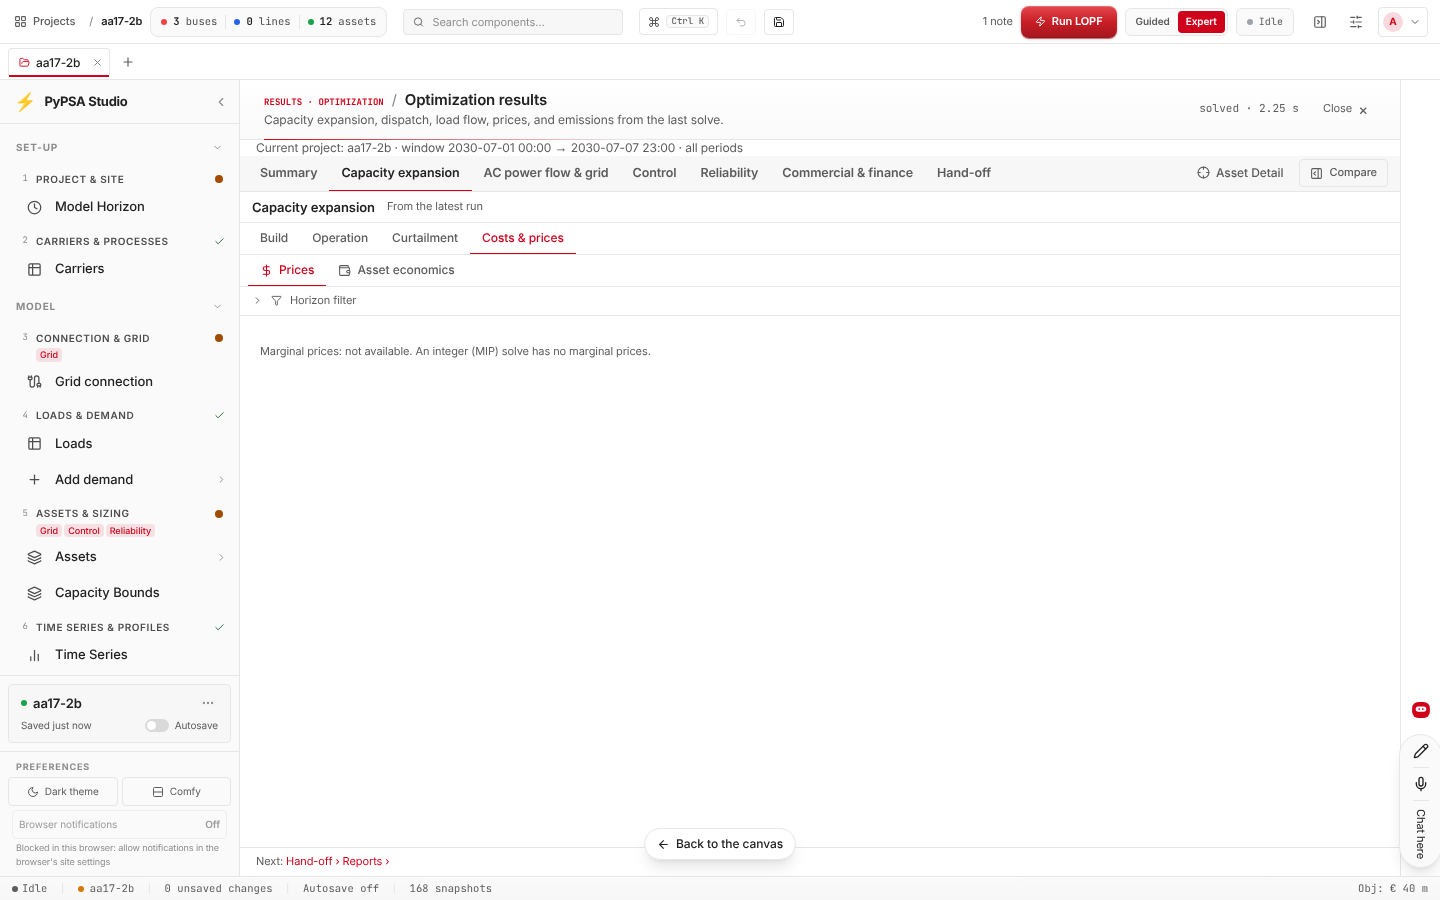 Projects / aa17-2b 3 buses 0 lines 12 assets Search components... ⌘ Ctrl K 1 note Run LOPF Guided Expert Idle A
aa17-2b
PyPSA Studio
SET-UP
1 PROJECT & SITE
Model Horizon
2 CARRIERS & PROCESSES
Carriers
MODEL
3 CONNECTION & GRID
Grid
Grid connection
4 LOADS & DEMAND
Loads
Add demand
5 ASSETS & SIZING
Grid Control Reliability
Assets
Capacity Bounds
6 TIME SERIES & PROFILES
Time Series
aa17-2b
Saved just now Autosave
PREFERENCES
Dark theme Comfy
Browser notifications Off
Blocked in this browser: allow notifications in the
browser's site settings
RESULTS · OPTIMIZATION / Optimization results
Capacity expansion, dispatch, load flow, prices, and emissions from the last solve.
solved · 2.25 s Close ×
Current project: aa17-2b · window 2030-07-01 00:00 → 2030-07-07 23:00 · all periods
Summary Capacity expansion AC power flow & grid Control Reliability Commercial & finance Hand-off Asset Detail Compare
Capacity expansion From the latest run
Build Operation Curtailment Costs & prices
$ Prices Asset economics
Horizon filter
Marginal prices: not available. An integer (MIP) solve has no marginal prices.
Back to the canvas
Next: Hand-off › Reports ›
Chat here
Idle aa17-2b 0 unsaved changes Autosave off 168 snapshots Obj: € 40 m